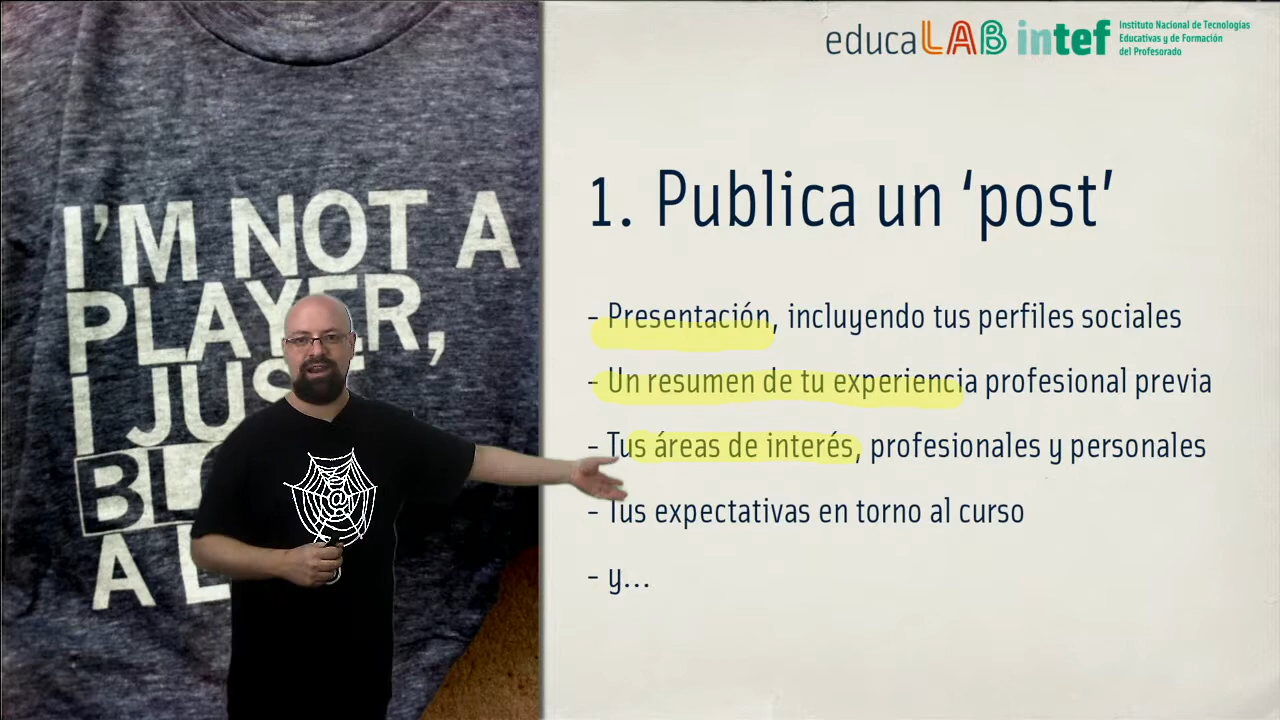 I'M NOT A
PLAYER,
I JUS
BL
A L
@
educaLAB intef
Instituto Nacional de Tecnologías
Educativas y de Formación
del Profesorado
1. Publica un ‘post’
- Presentación, incluyendo tus perfiles sociales
- Un resumen de tu experiencia profesional previa
- Tus áreas de interés, profesionales y personales
- Tus expectativas en torno al curso
- y...